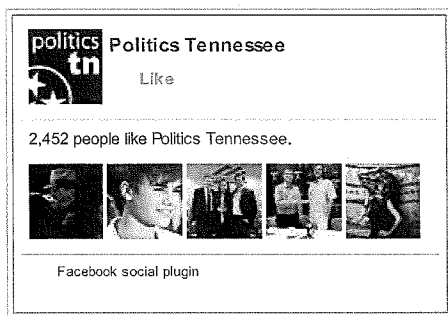 politics
tn
Politics Tennessee
Like
2,452 people like Politics Tennessee.
Facebook social plugin